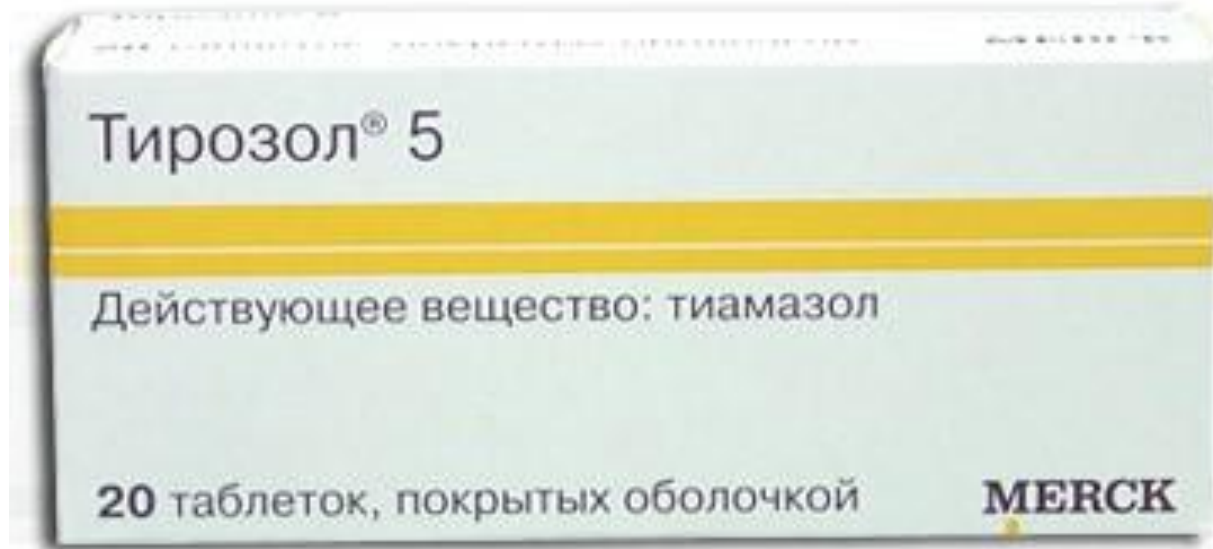 Тирозол® 5
Действующее вещество: тиамазол
20 таблеток, покрытых оболочкой
MERCK